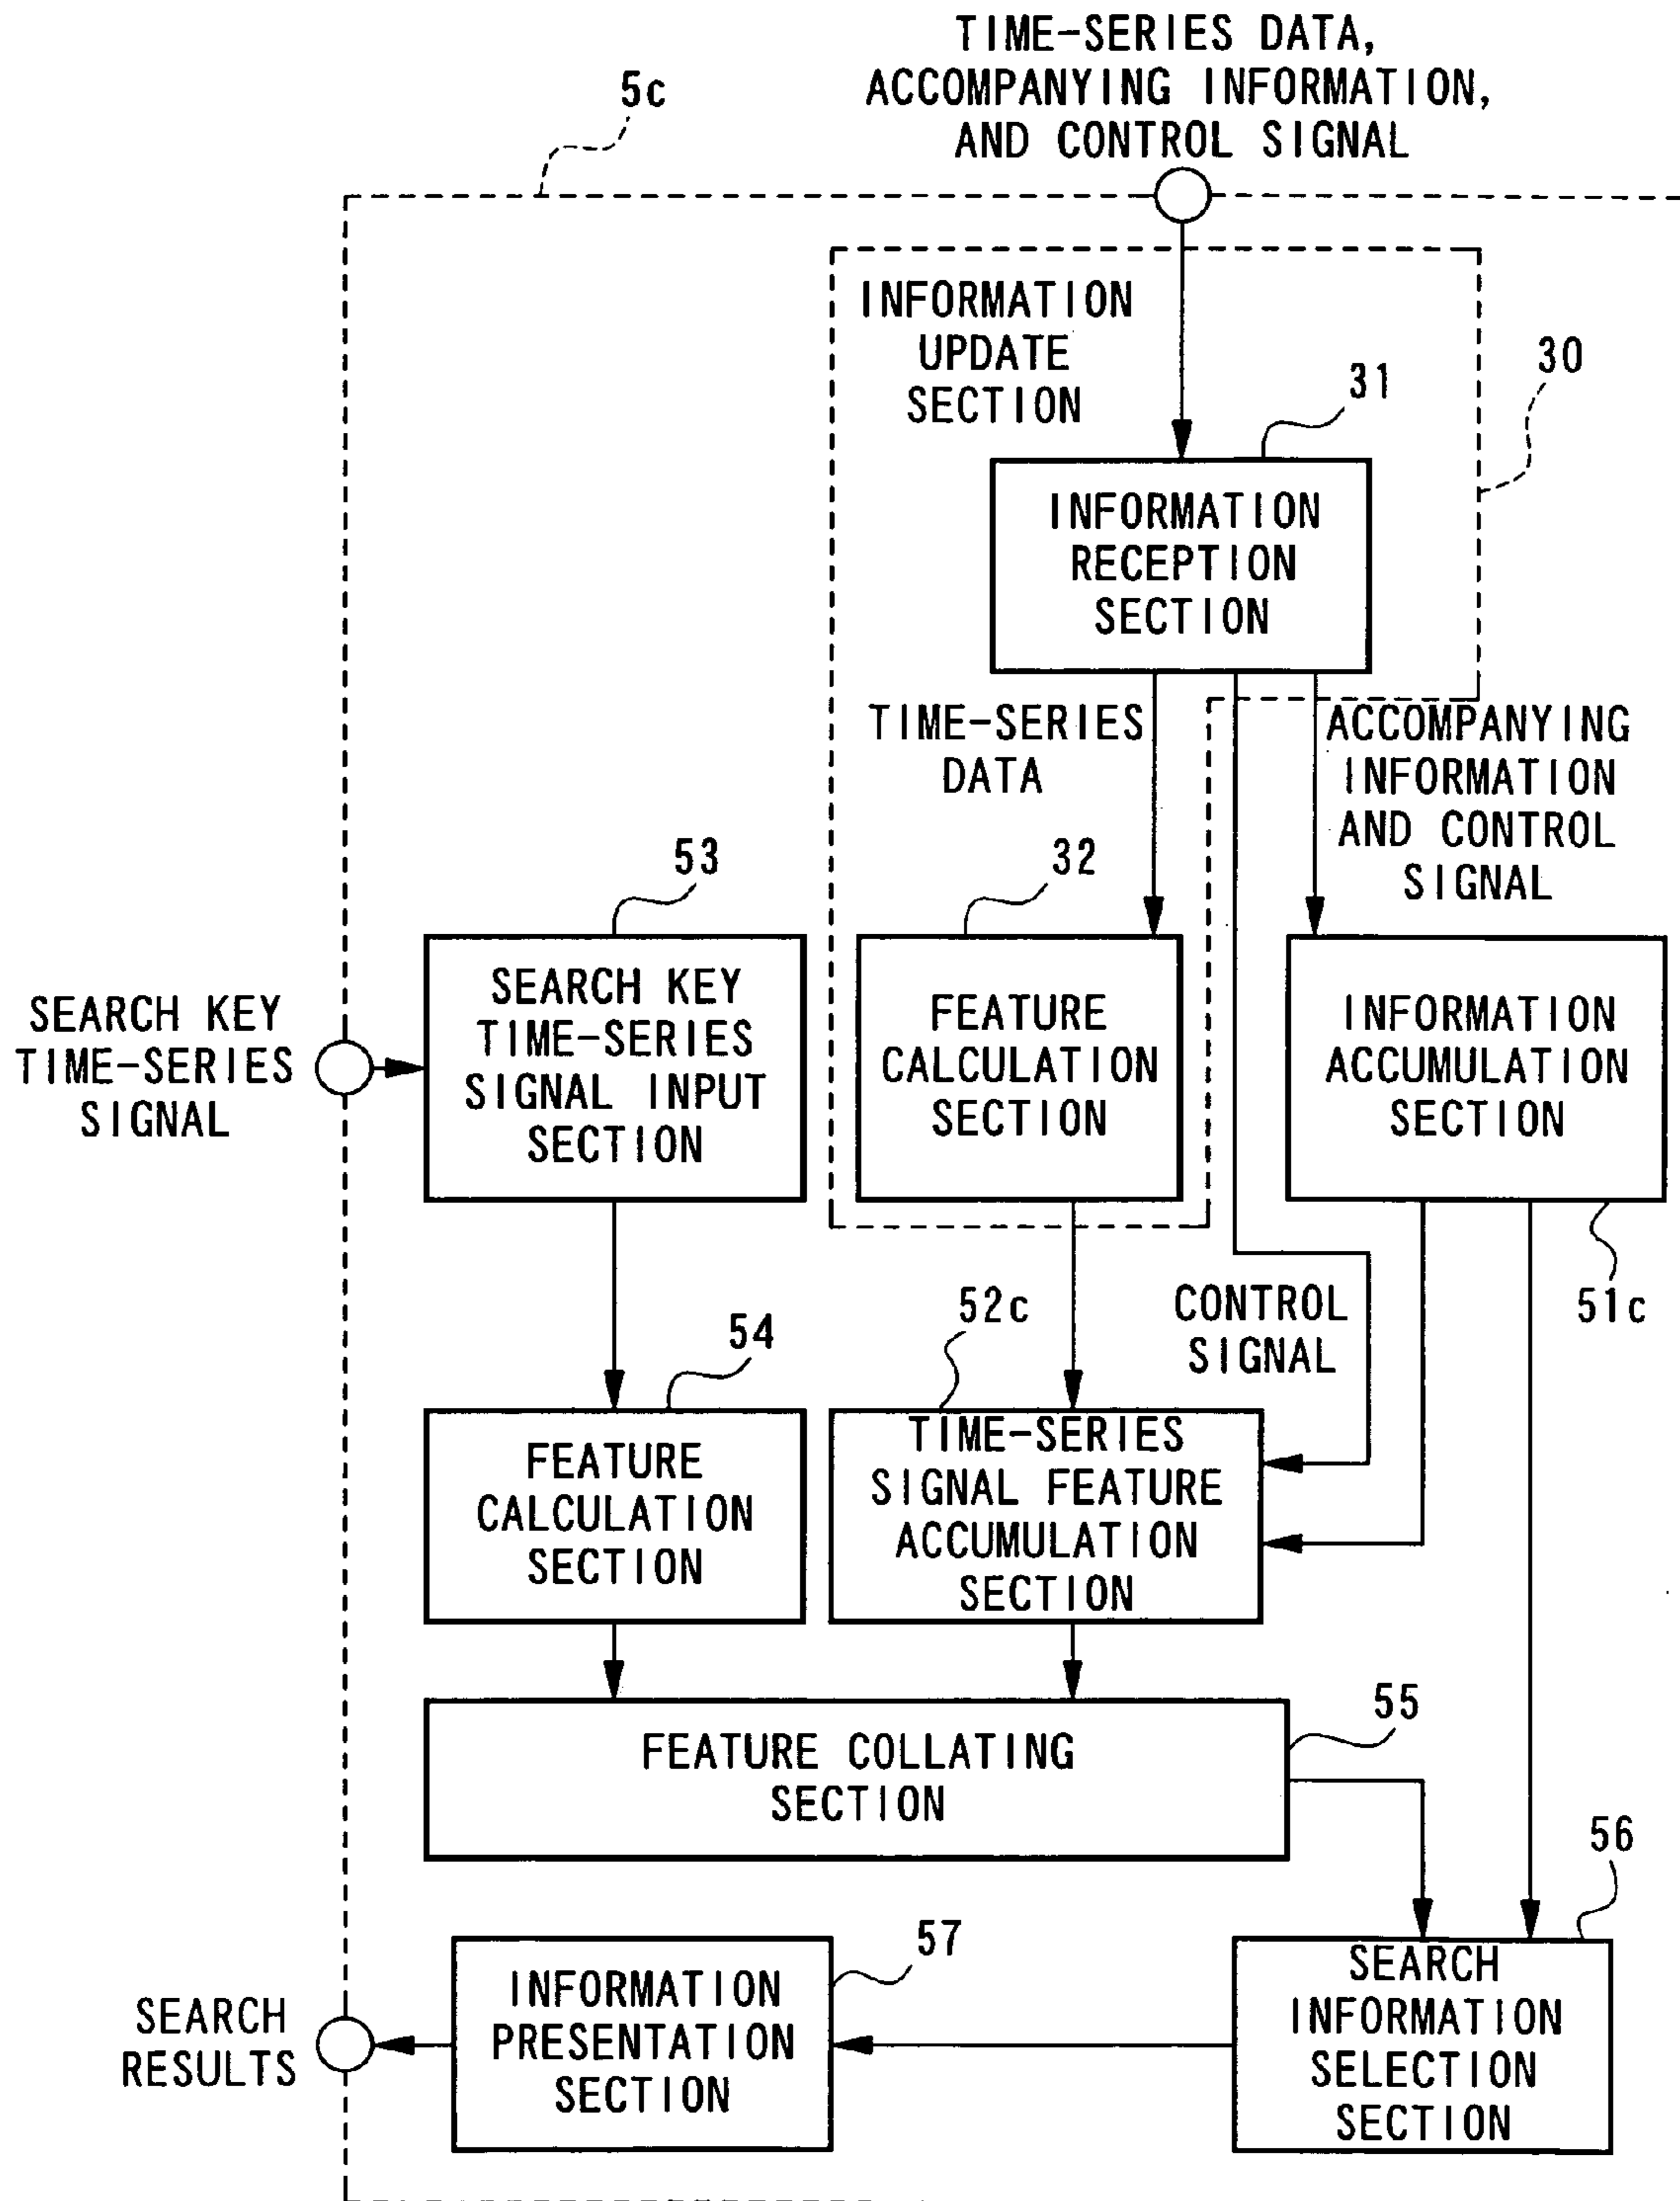 TIME-SERIES DATA,
ACCOMPANYING INFORMATION,
AND CONTROL SIGNAL
5c
INFORMATION
UPDATE
SECTION
30
31
INFORMATION
RECEPTION
SECTION
TIME-SERIES
DATA
ACCOMPANYING
INFORMATION
AND CONTROL
SIGNAL
53
32
SEARCH KEY
TIME-SERIES
SIGNAL
SEARCH KEY
TIME-SERIES
SIGNAL INPUT
SECTION
FEATURE
CALCULATION
SECTION
INFORMATION
ACCUMULATION
SECTION
51c
52c
CONTROL
SIGNAL
54
FEATURE
CALCULATION
SECTION
TIME-SERIES
SIGNAL FEATURE
ACCUMULATION
SECTION
55
FEATURE COLLATING
SECTION
56
57
SEARCH
RESULTS
INFORMATION
PRESENTATION
SECTION
SEARCH
INFORMATION
SELECTION
SECTION